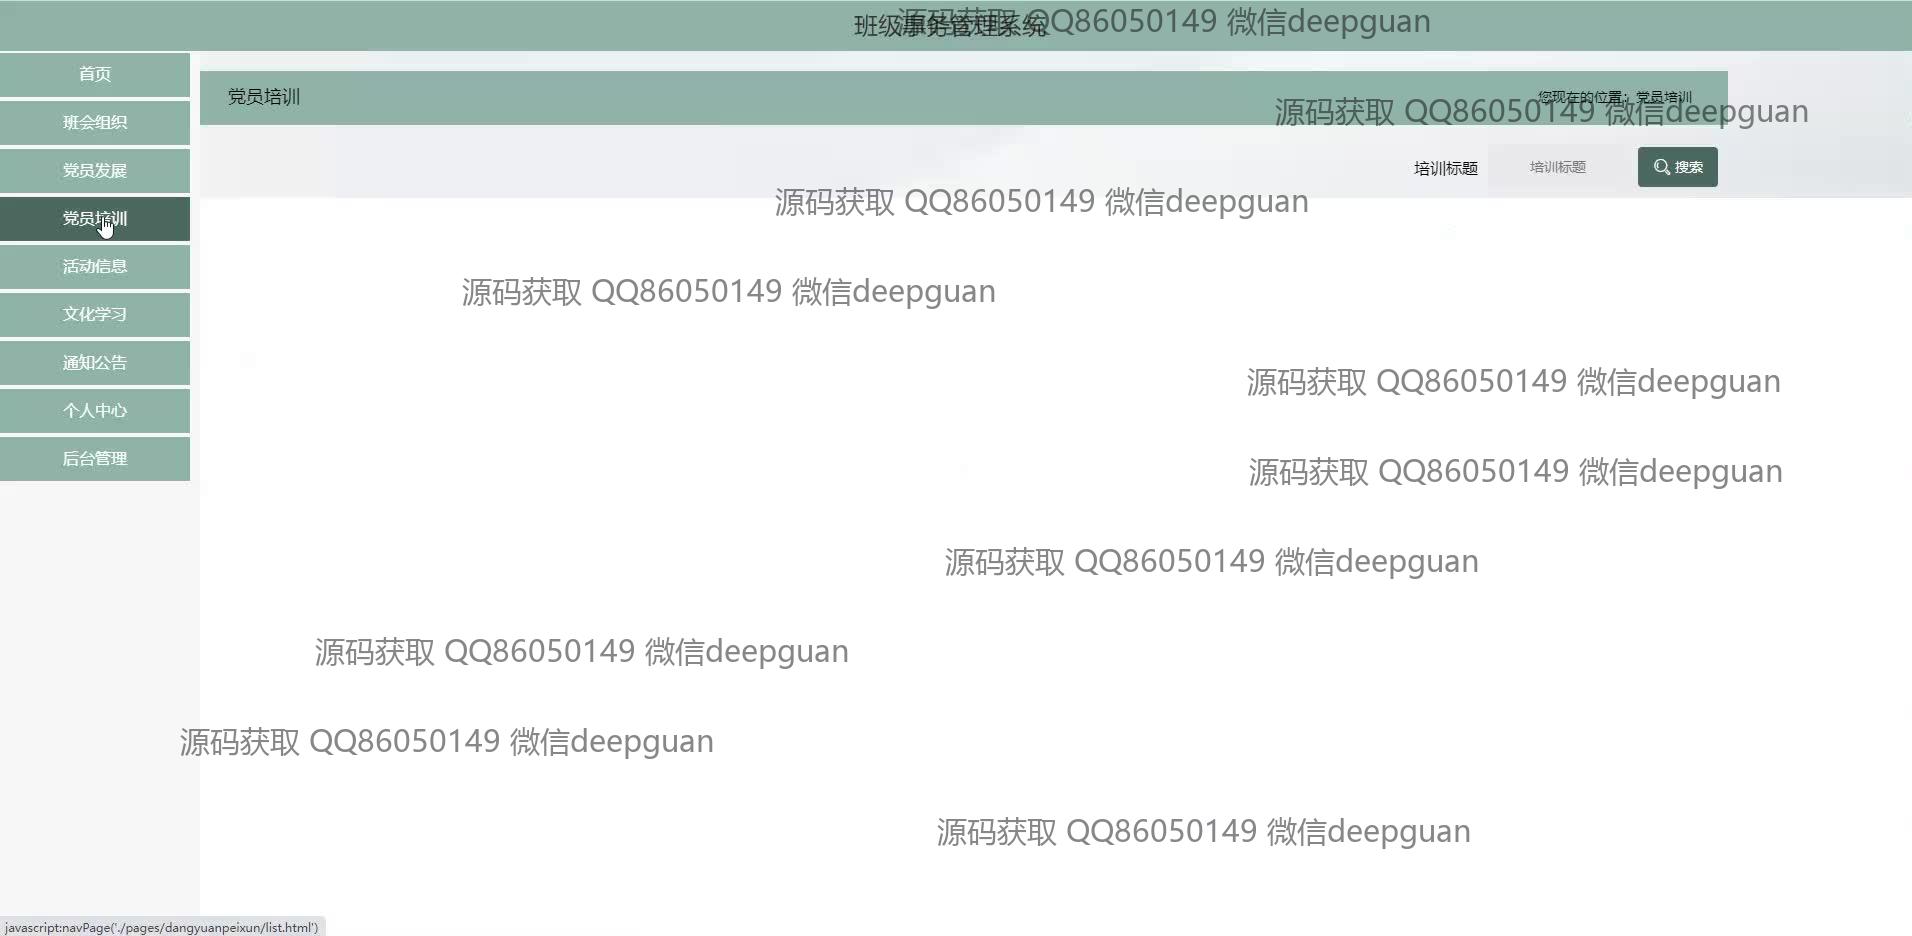 班级事务管理系统
源码获取 QQ86050149 微信deepguan
首页
班会组织
党员发展
党员培训
活动信息
文化学习
通知公告
个人中心
后台管理
党员培训
您现在的位置：党员培训
源码获取 QQ86050149 微信deepguan
培训标题
培训标题
搜索
源码获取 QQ86050149 微信deepguan
源码获取 QQ86050149 微信deepguan
源码获取 QQ86050149 微信deepguan
源码获取 QQ86050149 微信deepguan
源码获取 QQ86050149 微信deepguan
源码获取 QQ86050149 微信deepguan
源码获取 QQ86050149 微信deepguan
源码获取 QQ86050149 微信deepguan
javascript:navPage('./pages/dangyuanpeixun/list.html')